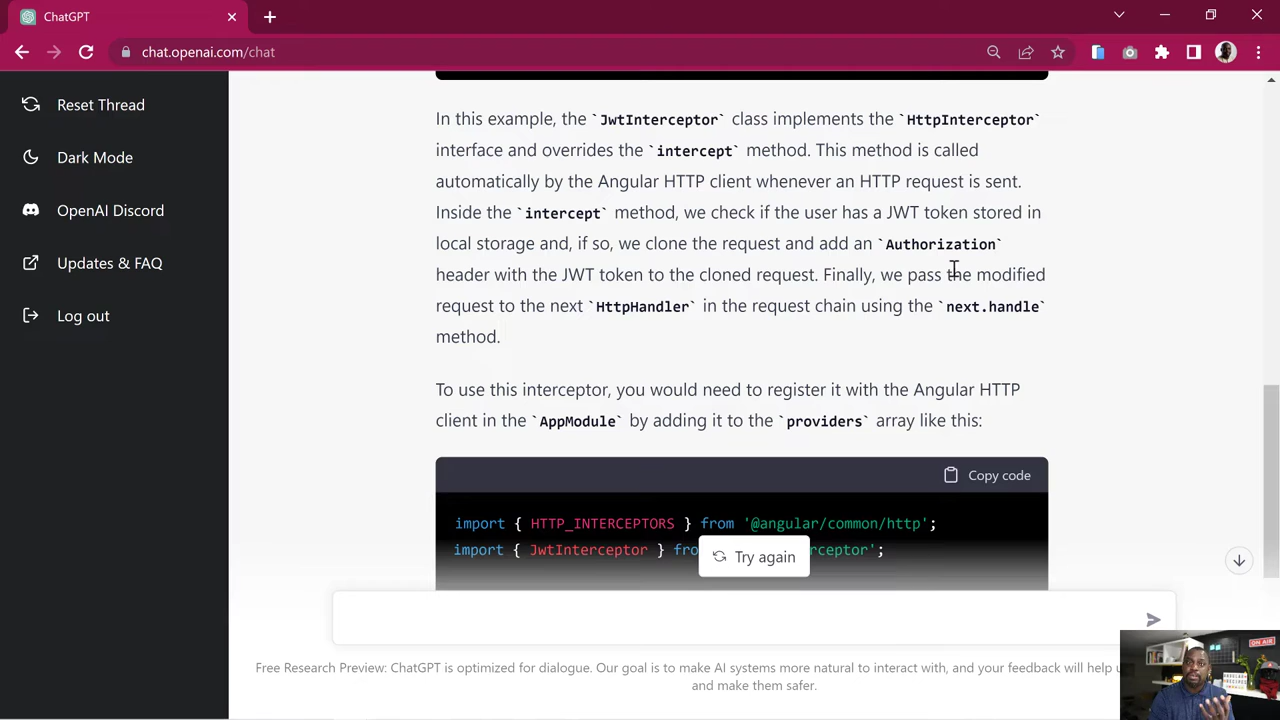 ChatGPT
chat.openai.com/chat
Reset Thread
Dark Mode
OpenAI Discord
Updates & FAQ
Log out
In this example, the `JwtInterceptor` class implements the `HttpInterceptor`
interface and overrides the `intercept` method. This method is called
automatically by the Angular HTTP client whenever an HTTP request is sent.
Inside the `intercept` method, we check if the user has a JWT token stored in
local storage and, if so, we clone the request and add an `Authorization`
header with the JWT token to the cloned request. Finally, we pass the modified
request to the next `HttpHandler` in the request chain using the `next.handle`
method.
To use this interceptor, you would need to register it with the Angular HTTP
client in the `AppModule` by adding it to the `providers` array like this:
Copy code
import { HTTP_INTERCEPTORS } from '@angular/common/http';
import { JwtInterceptor } fro rceptor';
Try again
Free Research Preview: ChatGPT is optimized for dialogue. Our goal is to make AI systems more natural to interact with, and your feedback will help u
and make them safer.
ON AIR